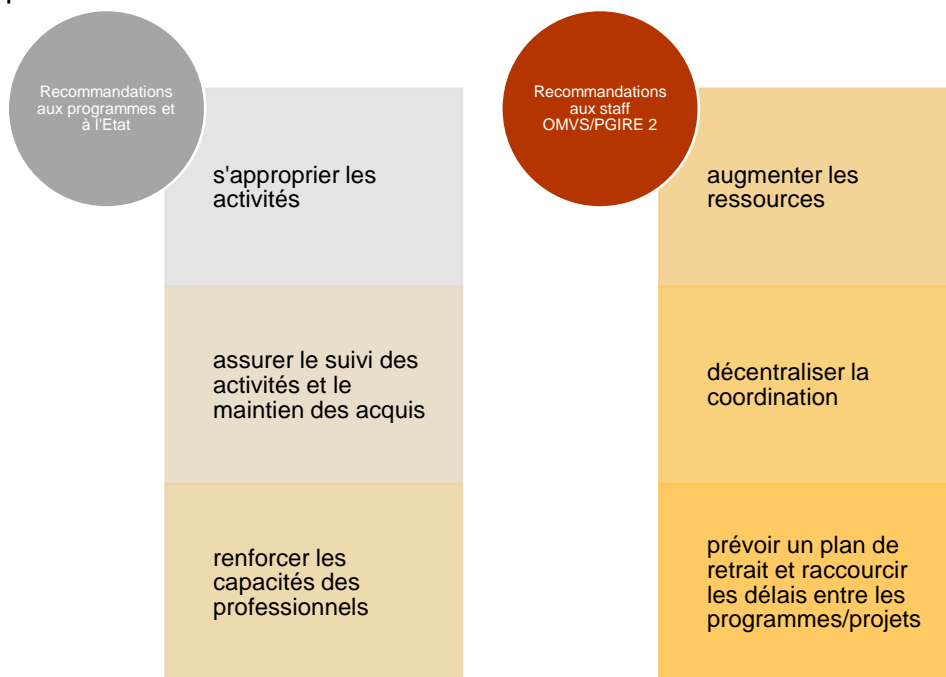 Recommandations
aux programmes et
à l'Etat
s'approprier les
activités
assurer le suivi des
activités et le
maintien des acquis
renforcer les
capacités des
professionnels
Recommandations
aux staff
OMVS/PGIRE 2
augmenter les
ressources
décentraliser la
coordination
prévoir un plan de
retrait et raccourcir
les délais entre les
programmes/projets